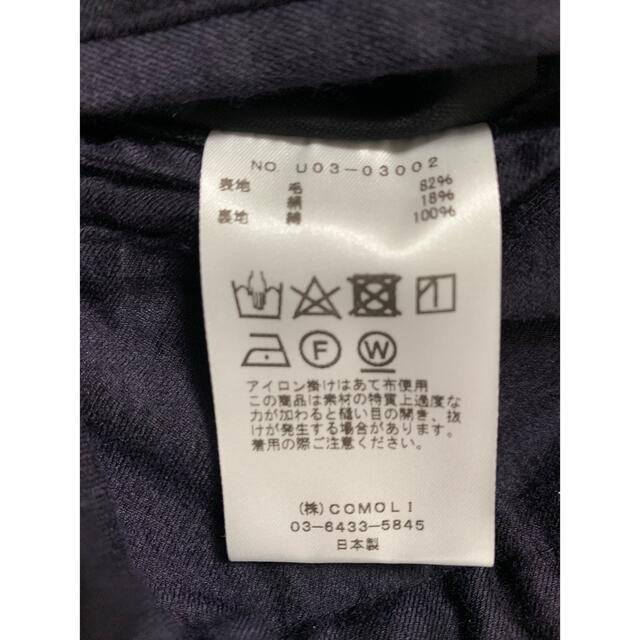 NO. U03-03002
表地 毛 82%
絹 18%
裏地 綿 100%
F W
アイロン掛けはあて布使用
この商品は素材の特質上過度な
力が加わると縫い目の開き、抜
けが発生する場合があります。
着用の際ご注意ください。
(株)COMOLI
03-6433-5845
日本製